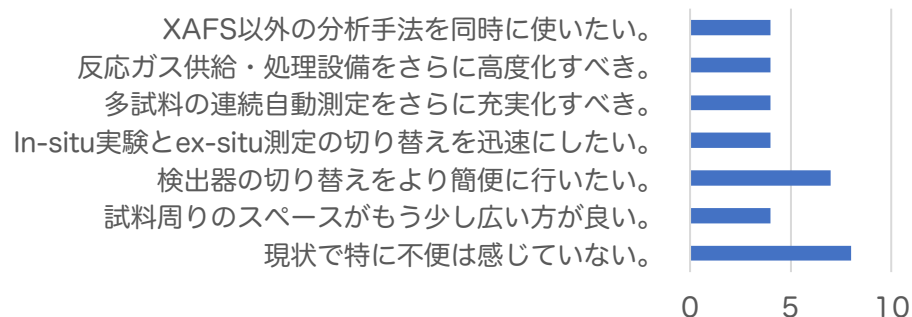 XAFS以外の分析手法を同時に使いたい。
反応ガス供給・処理設備をさらに高度化すべき。
多試料の連続自動測定をさらに充実化すべき。
In-situ実験とex-situ測定の切り替えを迅速にしたい。
検出器の切り替えをより簡便に行いたい。
試料周りのスペースがもう少し広い方が良い。
現状で特に不便は感じていない。
0 5 10